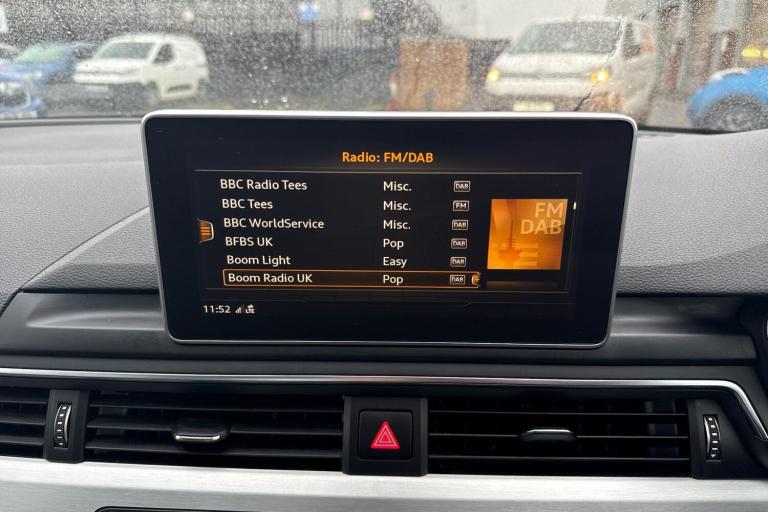 Radio: FM/DAB
BBC Radio Tees Misc. DAB
BBC Tees Misc. FM
BBC WorldService Misc. DAB
BFBS UK Pop DAB
Boom Light Easy DAB
Boom Radio UK Pop DAB
FM
DAB
11:52 LTE